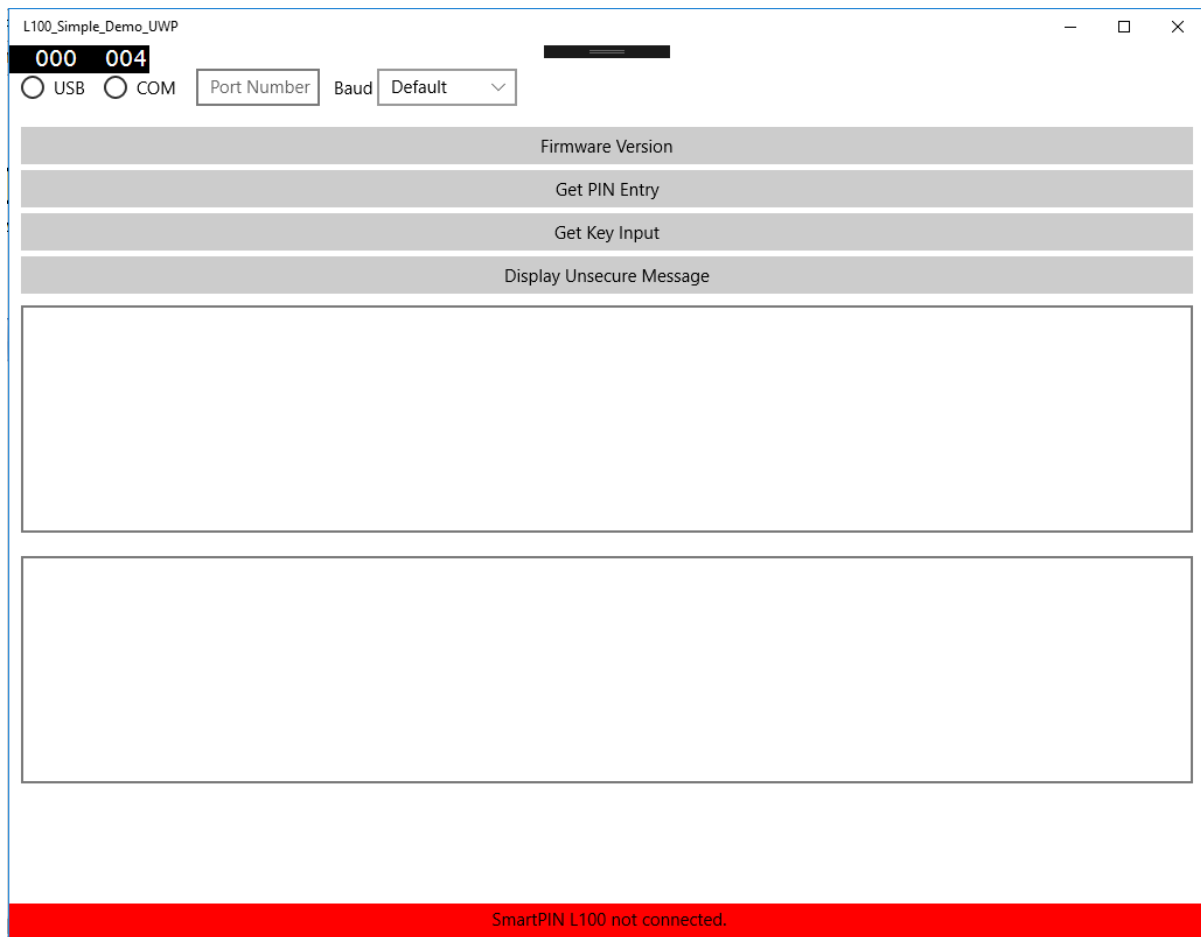 L100_Simple_Demo_UWP
000 004
USB COM Port Number Baud Default
Firmware Version
Get PIN Entry
Get Key Input
Display Unsecure Message
SmartPIN L100 not connected.